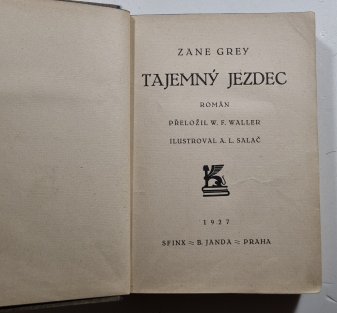 ZANE GREY
TAJEMNÝ JEZDEC
ROMÁN
PŘELOŽIL W. F. WALLER
ILUSTROVAL A. L. SALAČ
1927
SFINX = B. JANDA = PRAHA